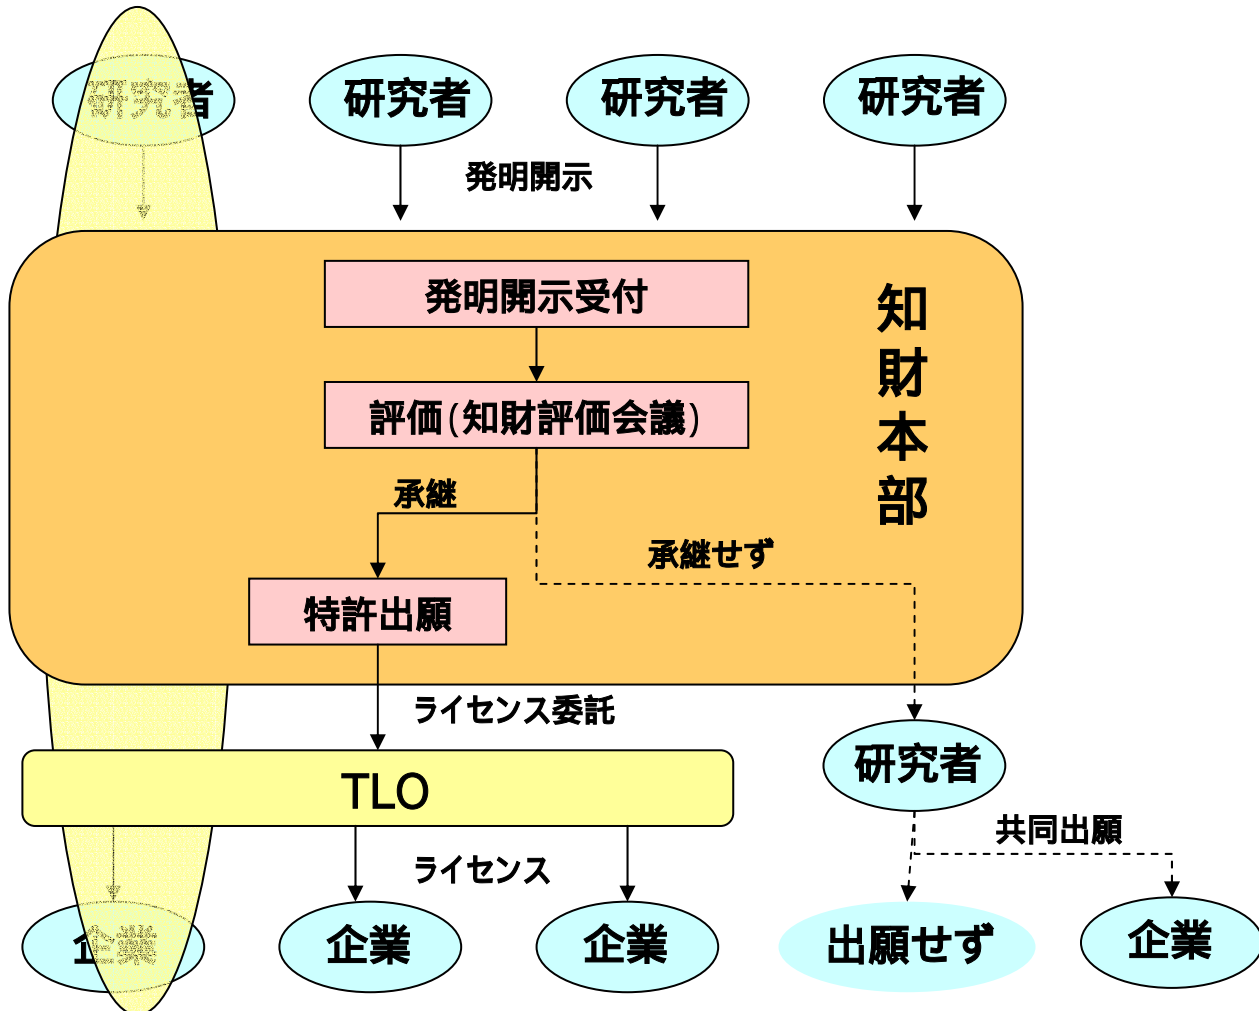 研究者
研究者
研究者
研究者
発明開示
発明開示受付
評価(知財評価会議)
知財本部
承継
承継せず
特許出願
ライセンス委託
TLO
研究者
共同出願
ライセンス
企業
企業
企業
出願せず
企業